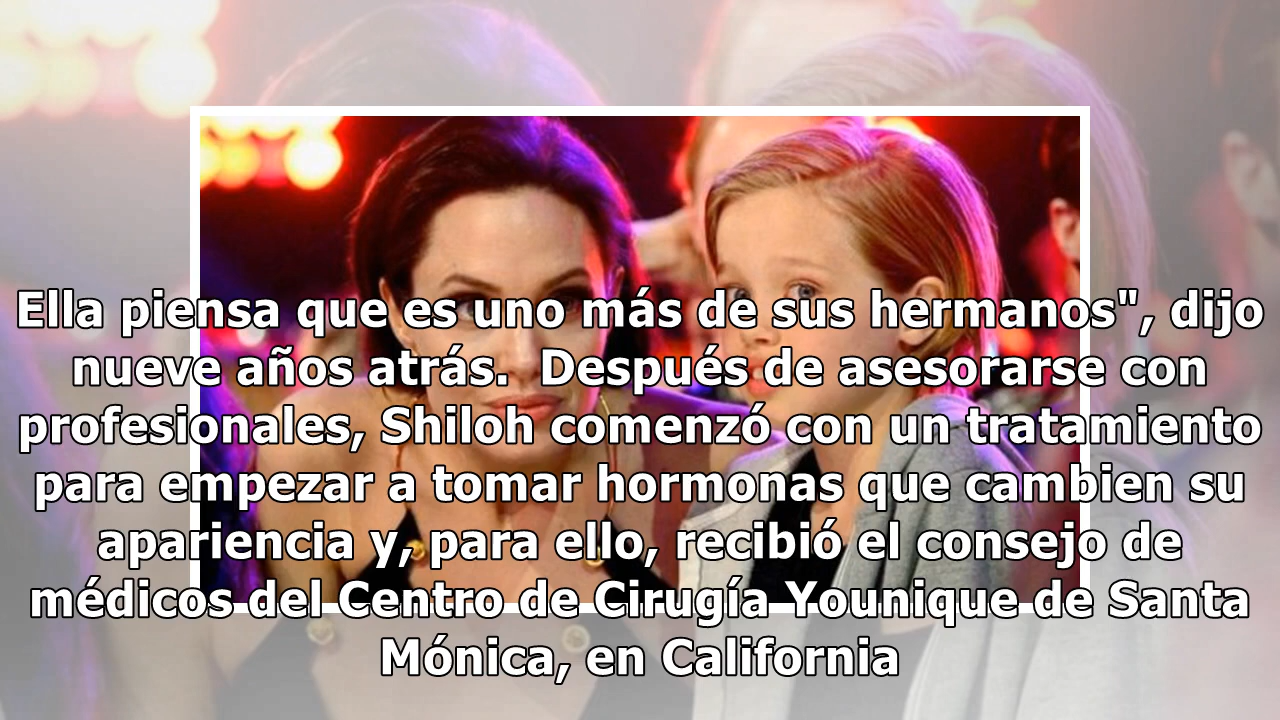 Ella piensa que es uno más de sus hermanos", dijo
nueve años atrás.  Después de asesorarse con
profesionales, Shiloh comenzó con un tratamiento
para empezar a tomar hormonas que cambien su
apariencia y, para ello, recibió el consejo de
médicos del Centro de Cirugía Younique de Santa
Mónica, en California